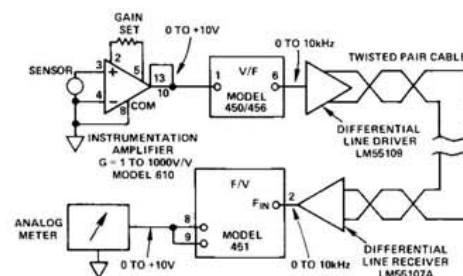 GAIN
SET
0 TO +10V
0 TO 10kHz
TWISTED PAIR CABLE
SENSOR
3
2
5
13
10
4
8
COM
+
−
1
V/F
6
MODEL
450/456
INSTRUMENTATION
AMPLIFIER
G = 1 TO 1000V/V
MODEL 610
DIFFERENTIAL
LINE DRIVER
LM55109
ANALOG
METER
0 TO +10V
8
9
F/V
FIN
2
MODEL
451
0 TO 10kHz
DIFFERENTIAL
LINE RECEIVER
LM55107A